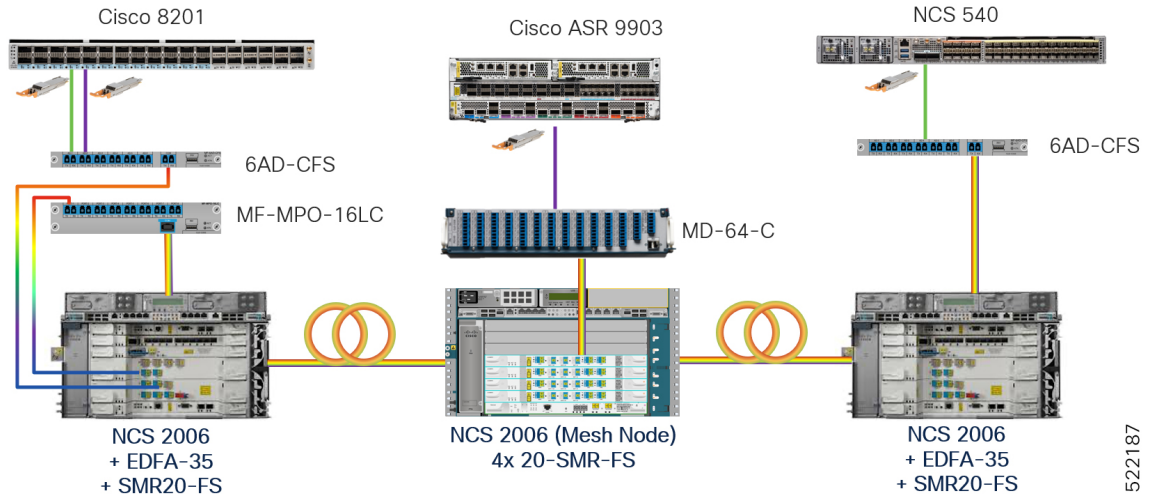 Cisco 8201
Cisco ASR 9903
NCS 540
6AD-CFS
MF-MPO-16LC
MD-64-C
6AD-CFS
NCS 2006
+ EDFA-35
+ SMR20-FS
NCS 2006 (Mesh Node)
4x 20-SMR-FS
NCS 2006
+ EDFA-35
+ SMR20-FS
522187